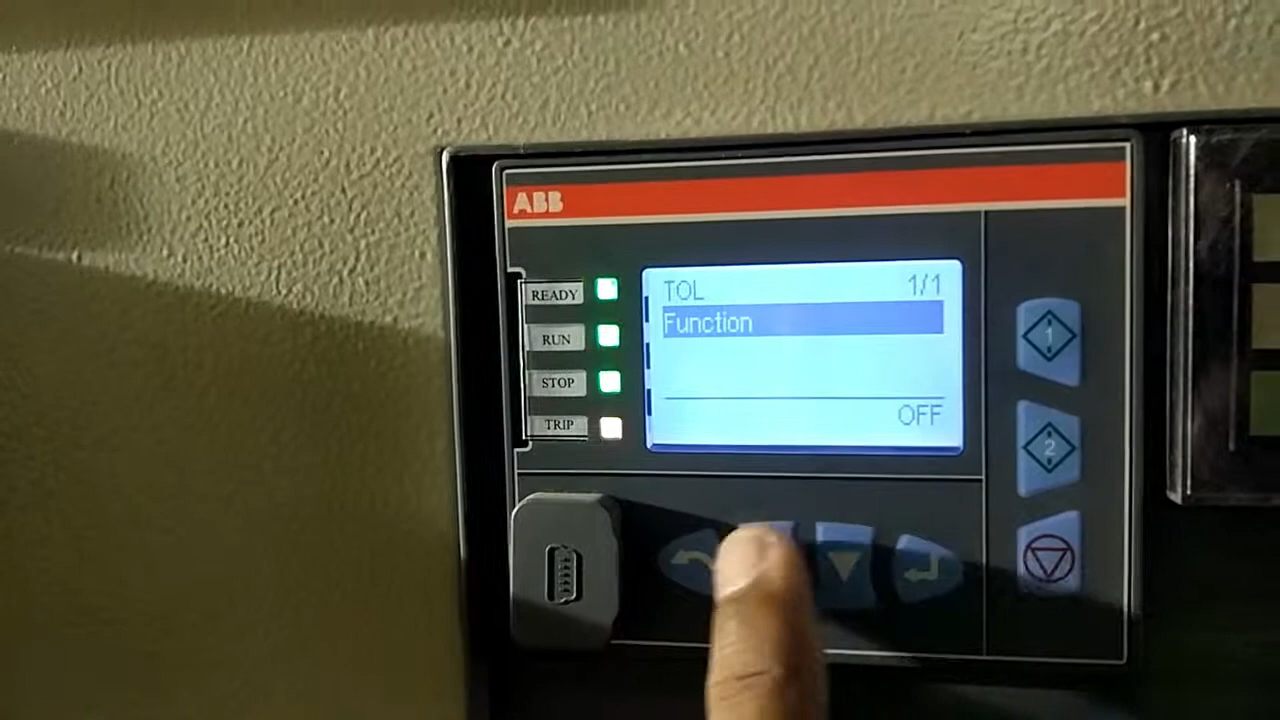 ABB
READY
RUN
STOP
TRIP
TOL 1/1
Function
OFF
1
2